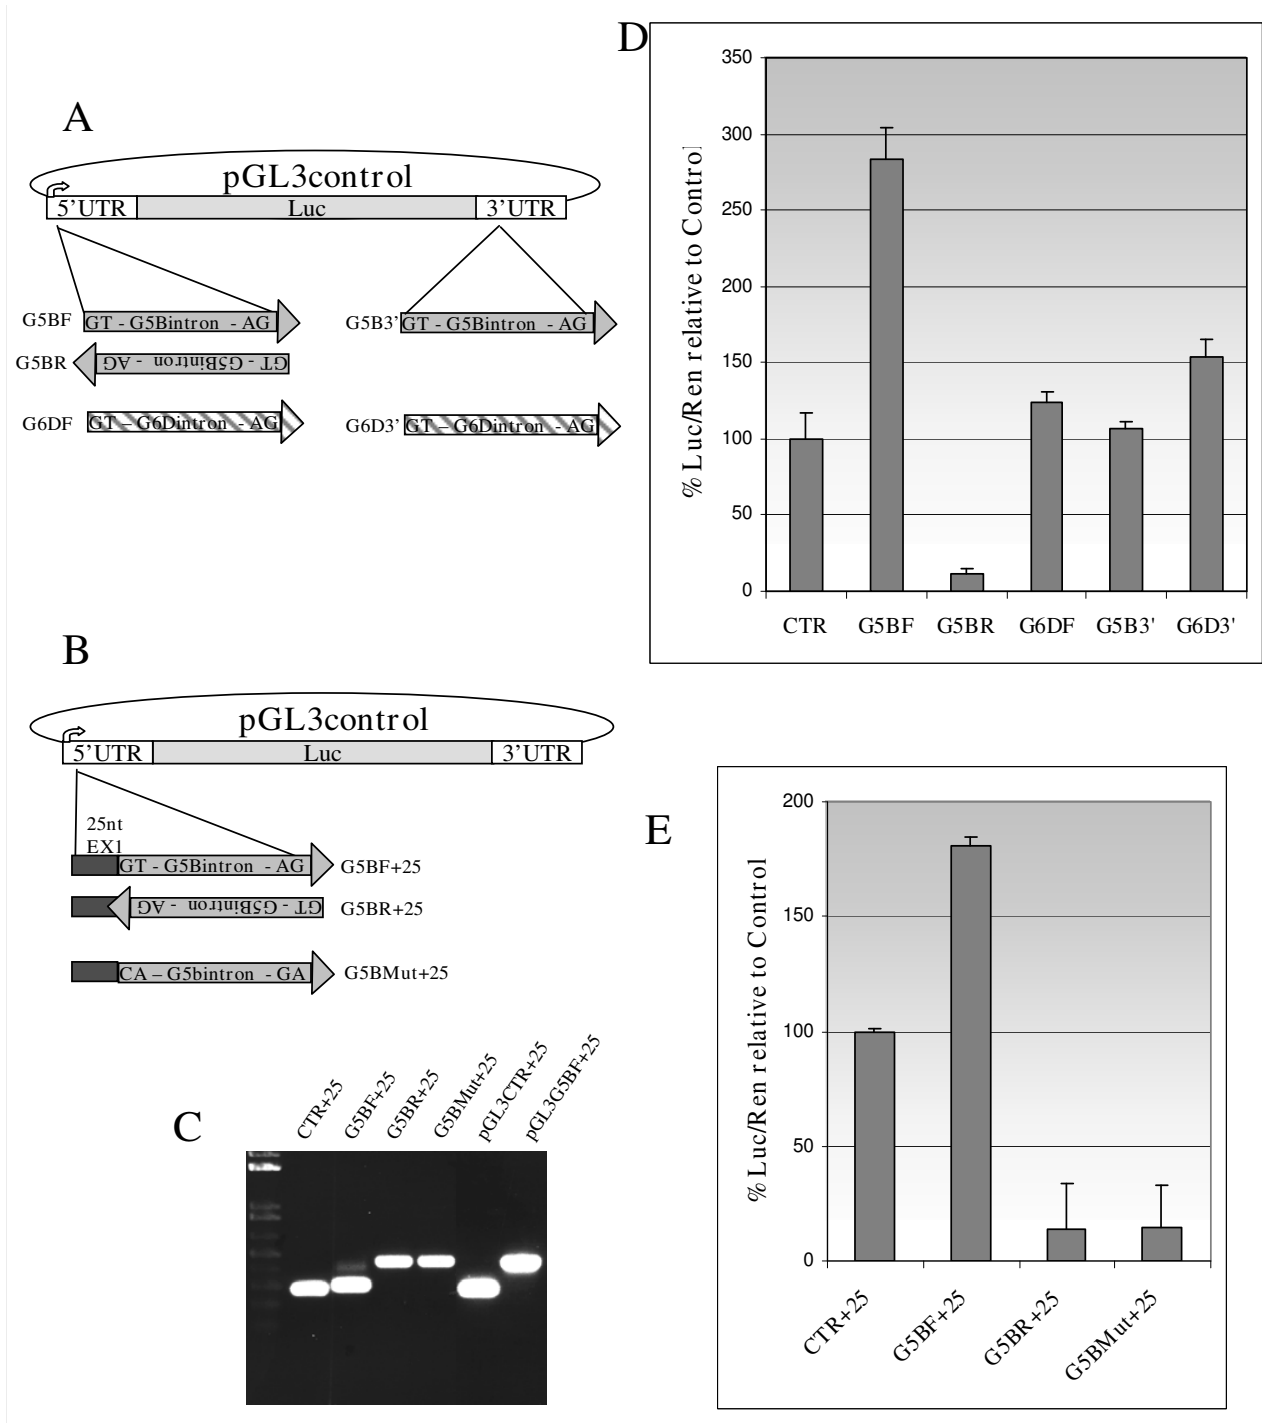 A
pGL3control
5'UTR
Luc
3'UTR
G5BF
GT - G5Bintron - AG
G5BR
GT - G5Bintron - AG
G6DF
GT – G6Dintron - AG
G5B3'
GT - G5Bintron - AG
G6D3'
GT – G6Dintron - AG
B
pGL3control
5'UTR
Luc
3'UTR
25nt
EX1
GT - G5Bintron - AG
G5BF+25
GT - G5Bintron - AG
G5BR+25
CA – G5bintron - GA
G5BMut+25
C
CTR+25
G5BF+25
G5BR+25
G5BMut+25
pGL3CTR+25
pGL3G5BF+25
D
% Luc/Ren relative to Control
350
300
250
200
150
100
50
0
CTR
G5BF
G5BR
G6DF
G5B3'
G6D3'
E
% Luc/Ren relative to Control
200
150
100
50
0
CTR+25
G5BF+25
G5BR+25
G5BMut+25